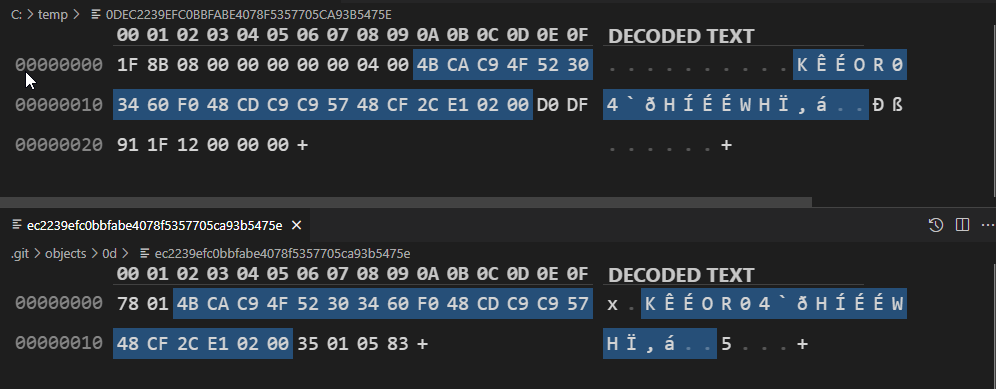 C: > temp > 0DEC2239EFC0BBFABE4078F5357705CA93B5475E
00 01 02 03 04 05 06 07 08 09 0A 0B 0C 0D 0E 0F DECODED TEXT
00000000 1F 8B 08 00 00 00 00 00 04 00 4B CA C9 4F 52 30 . . . . . . . . . . K Ê É O R 0
00000010 34 60 F0 48 CD C9 C9 57 48 CF 2C E1 02 00 D0 DF 4 ` ð H Í É É W H Ï , á . . Ð ß
00000020 91 1F 12 00 00 00 + . . . . . . +
ec2239efc0bbfabe4078f5357705ca93b5475e
.git > objects > 0d > ec2239efc0bbfabe4078f5357705ca93b5475e
00 01 02 03 04 05 06 07 08 09 0A 0B 0C 0D 0E 0F DECODED TEXT
00000000 78 01 4B CA C9 4F 52 30 34 60 F0 48 CD C9 C9 57 x . K Ê É O R 0 4 ` ð H Í É É W
00000010 48 CF 2C E1 02 00 35 01 05 83 + H Ï , á . . 5 . . . +